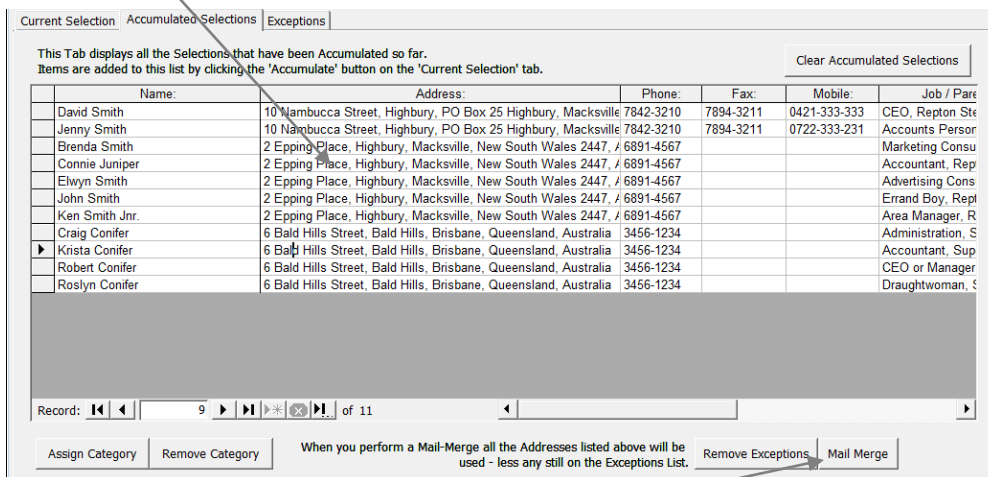 Current Selection Accumulated Selections Exceptions
This Tab displays all the Selections that have been Accumulated so far.
Items are added to this list by clicking the 'Accumulate' button on the 'Current Selection' tab.
Clear Accumulated Selections
Name: Address: Phone: Fax: Mobile: Job / Pare
David Smith 10 Nambucca Street, Highbury, PO Box 25 Highbury, Macksville 7842-3210 7894-3211 0421-333-333 CEO, Repton Ste
Jenny Smith 10 Nambucca Street, Highbury, PO Box 25 Highbury, Macksville 7842-3210 7894-3211 0722-333-231 Accounts Person
Brenda Smith 2 Epping Place, Highbury, Macksville, New South Wales 2447, A 6891-4567 Marketing Consu
Connie Juniper 2 Epping Place, Highbury, Macksville, New South Wales 2447, A 6891-4567 Accountant, Rep
Elwyn Smith 2 Epping Place, Highbury, Macksville, New South Wales 2447, A 6891-4567 Advertising Cons
John Smith 2 Epping Place, Highbury, Macksville, New South Wales 2447, A 6891-4567 Errand Boy, Rept
Ken Smith Jnr. 2 Epping Place, Highbury, Macksville, New South Wales 2447, A 6891-4567 Area Manager, R
Craig Conifer 6 Bald Hills Street, Bald Hills, Brisbane, Queensland, Australia 3456-1234 Administration, S
Krista Conifer 6 Bald Hills Street, Bald Hills, Brisbane, Queensland, Australia 3456-1234 Accountant, Sup
Robert Conifer 6 Bald Hills Street, Bald Hills, Brisbane, Queensland, Australia 3456-1234 CEO or Manager
Roslyn Conifer 6 Bald Hills Street, Bald Hills, Brisbane, Queensland, Australia 3456-1234 Draughtwoman, S
Record: 9 of 11
Assign Category Remove Category
When you perform a Mail-Merge all the Addresses listed above will be
used - less any still on the Exceptions List.
Remove Exceptions Mail Merge